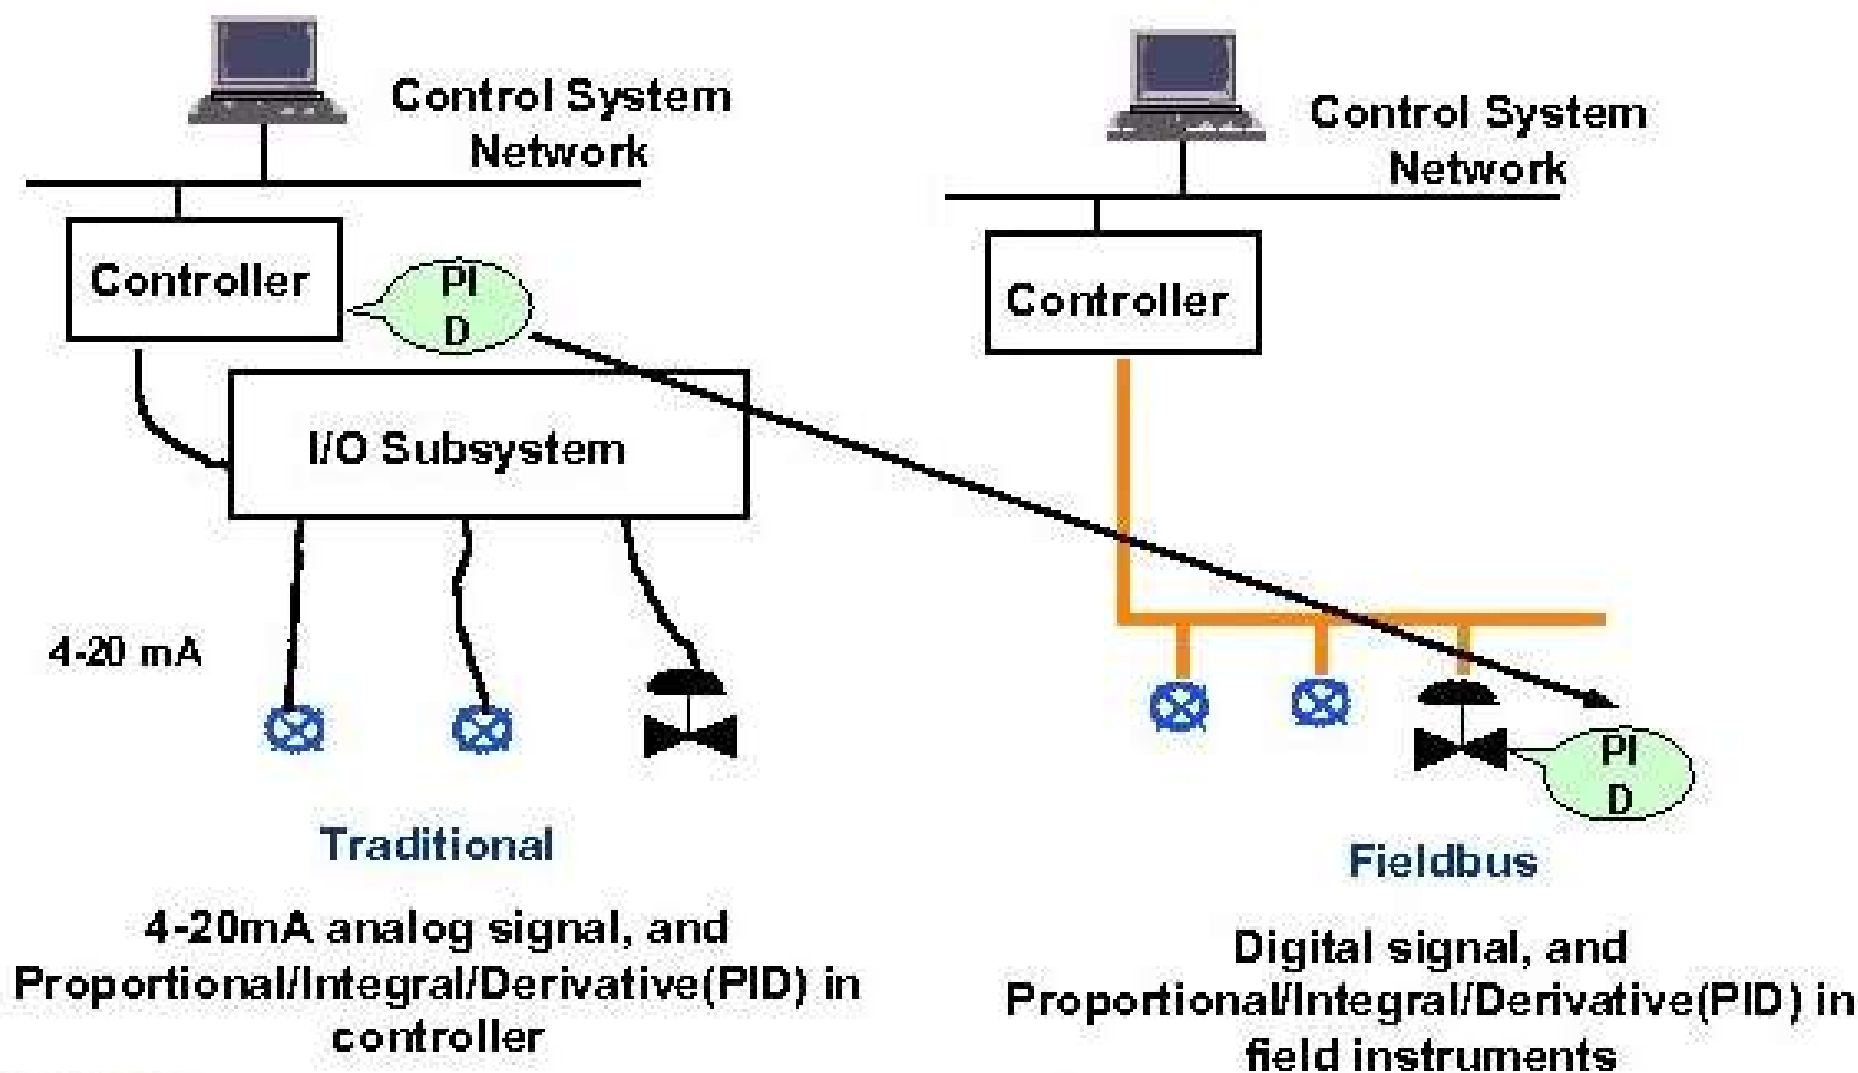 Control System
Network
Controller
PI
D
I/O Subsystem
4-20 mA
Traditional
4-20mA analog signal, and
Proportional/Integral/Derivative(PID) in
controller
Control System
Network
Controller
PI
D
Fieldbus
Digital signal, and
Proportional/Integral/Derivative(PID) in
field instruments